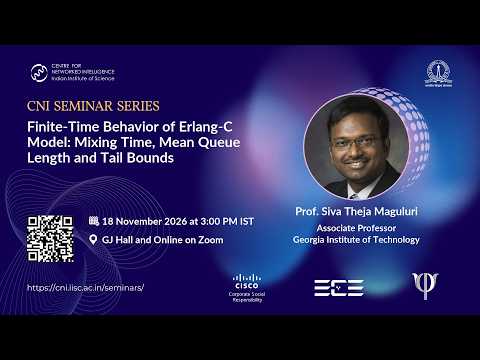 CENTRE FOR
NETWORKED INTELLIGENCE
Indian Institute of Science
CNI SEMINAR SERIES
Finite-Time Behavior of Erlang-C
Model: Mixing Time, Mean Queue
Length and Tail Bounds
18 November 2026 at 3:00 PM IST
GJ Hall and Online on Zoom
https://cni.iisc.ac.in/seminars/
Prof. Siva Theja Maguluri
Associate Professor
Georgia Institute of Technology
CISCO
Corporate Social
Responsibility
ECE